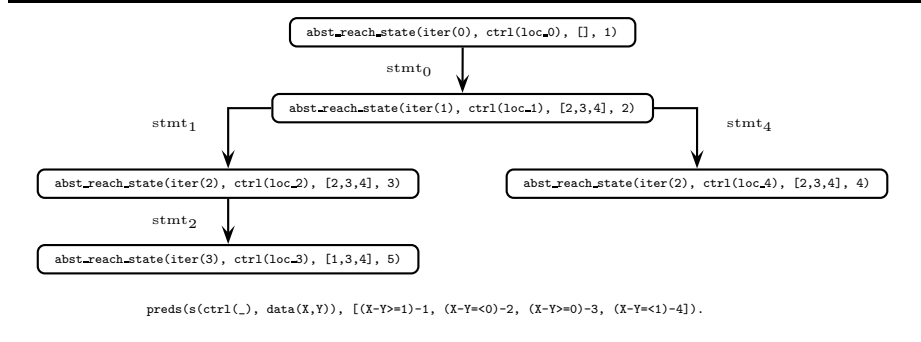 abst_reach_state(iter(0), ctrl(loc_0), [], 1)
stmt0
abst_reach_state(iter(1), ctrl(loc_1), [2,3,4], 2)
stmt1
stmt4
abst_reach_state(iter(2), ctrl(loc_2), [2,3,4], 3)
abst_reach_state(iter(2), ctrl(loc_4), [2,3,4], 4)
stmt2
abst_reach_state(iter(3), ctrl(loc_3), [1,3,4], 5)
preds(s(ctrl(_), data(X,Y)), [(X-Y>=1)-1, (X-Y=<0)-2, (X-Y>=0)-3, (X-Y=<1)-4]).